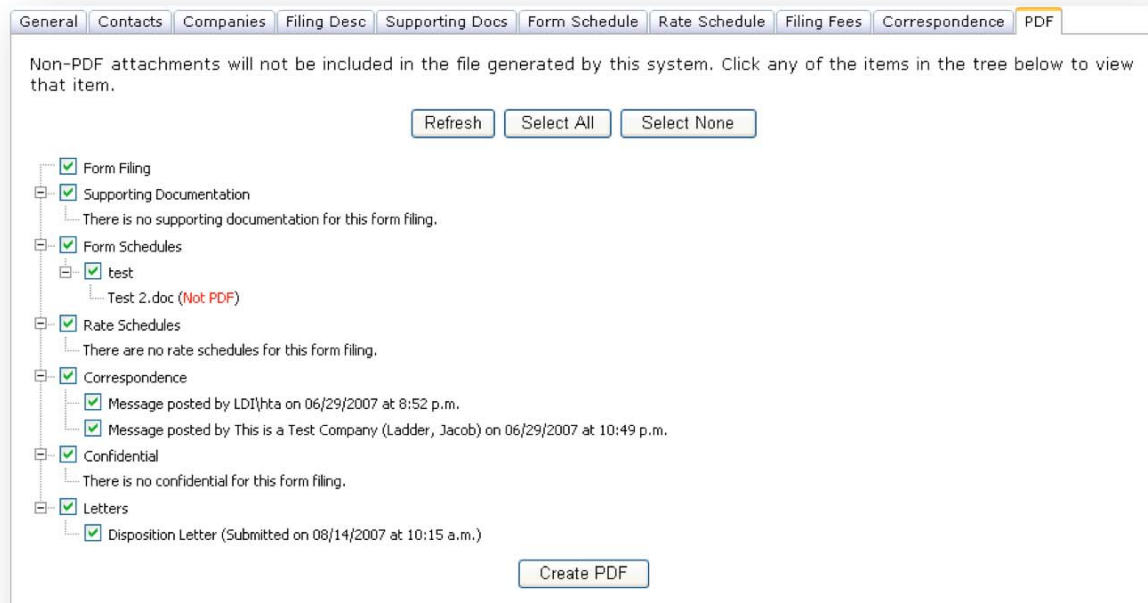 General Contacts Companies Filing Desc Supporting Docs Form Schedule Rate Schedule Filing Fees Correspondence PDF
Non-PDF attachments will not be included in the file generated by this system. Click any of the items in the tree below to view
that item.
Refresh Select All Select None
Form Filing
Supporting Documentation
There is no supporting documentation for this form filing.
Form Schedules
test
Test 2.doc (Not PDF)
Rate Schedules
There are no rate schedules for this form filing.
Correspondence
Message posted by LDI\hta on 06/29/2007 at 8:52 p.m.
Message posted by This is a Test Company (Ladder, Jacob) on 06/29/2007 at 10:49 p.m.
Confidential
There is no confidential for this form filing.
Letters
Disposition Letter (Submitted on 08/14/2007 at 10:15 a.m.)
Create PDF